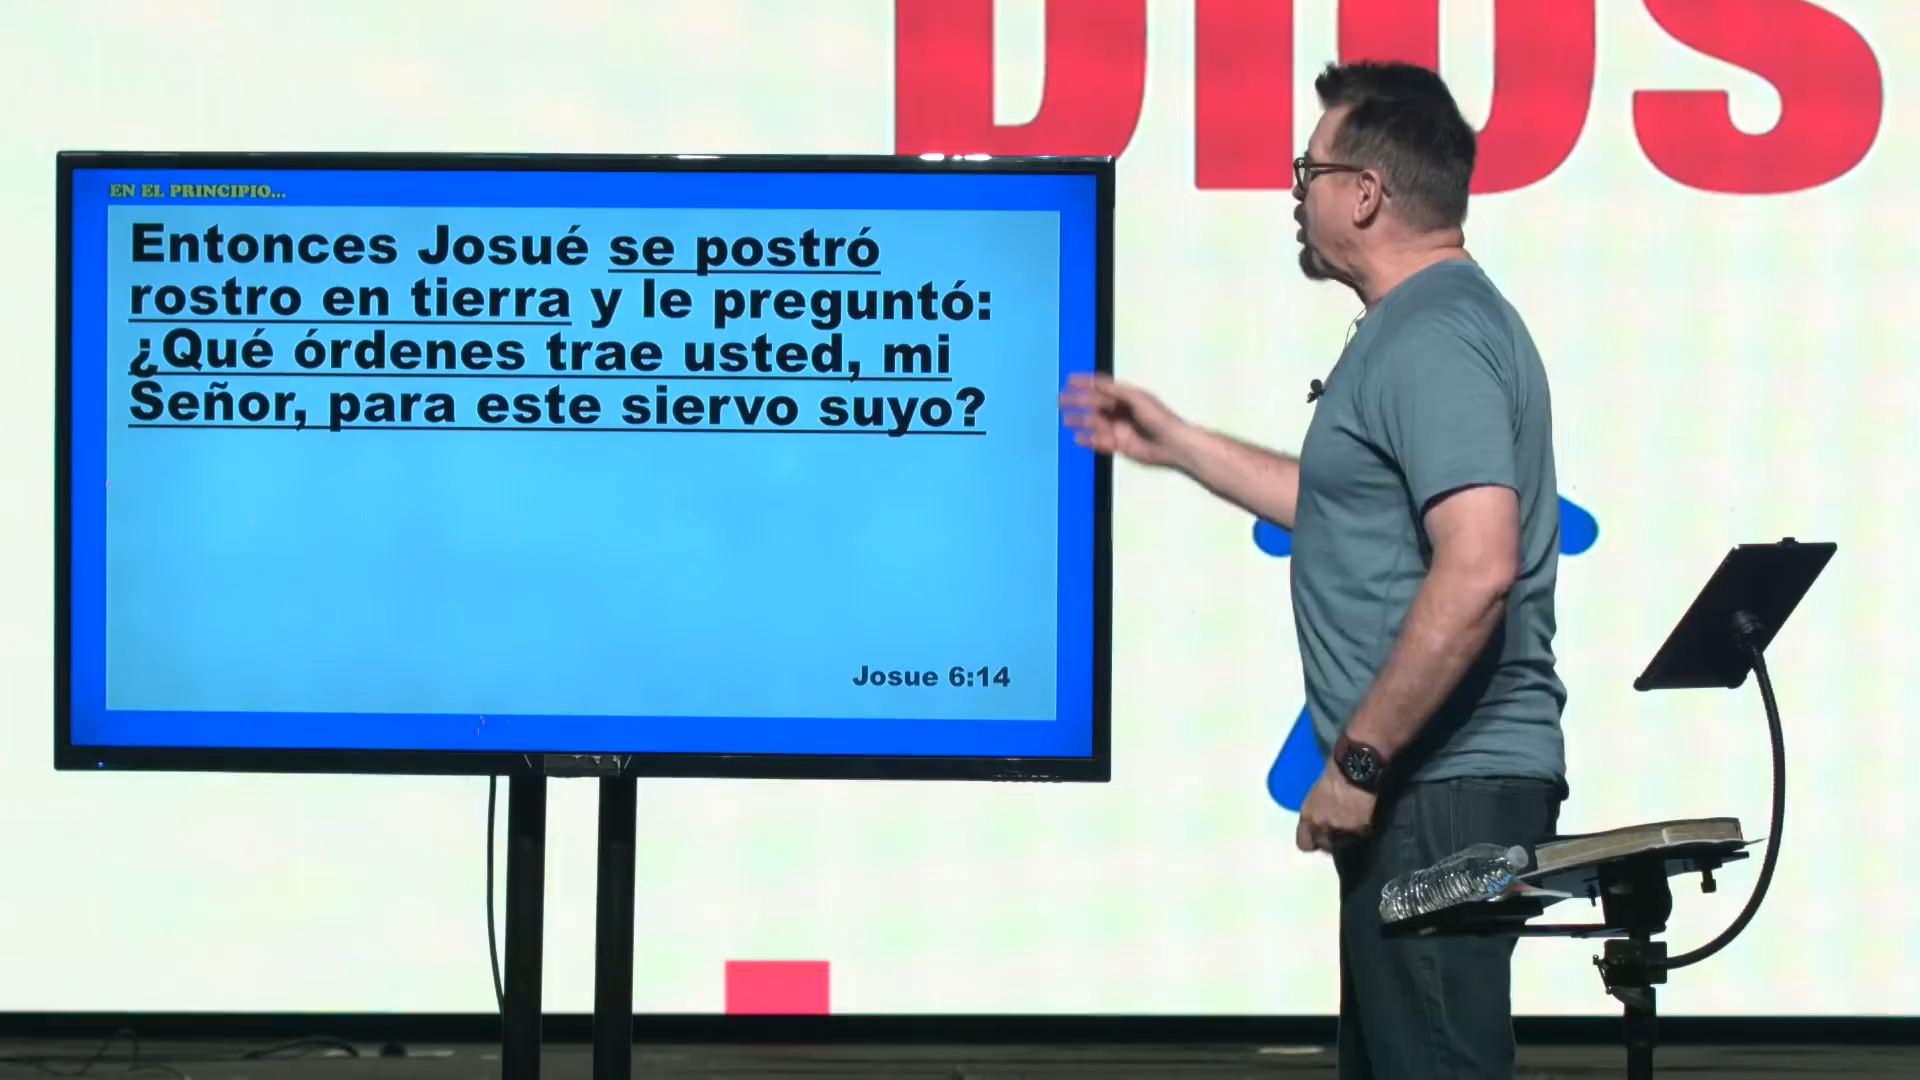 DIOS
EN EL PRINCIPIO...
Entonces Josué se postró
rostro en tierra y le preguntó:
¿Qué órdenes trae usted, mi
Señor, para este siervo suyo?
Josue 6:14